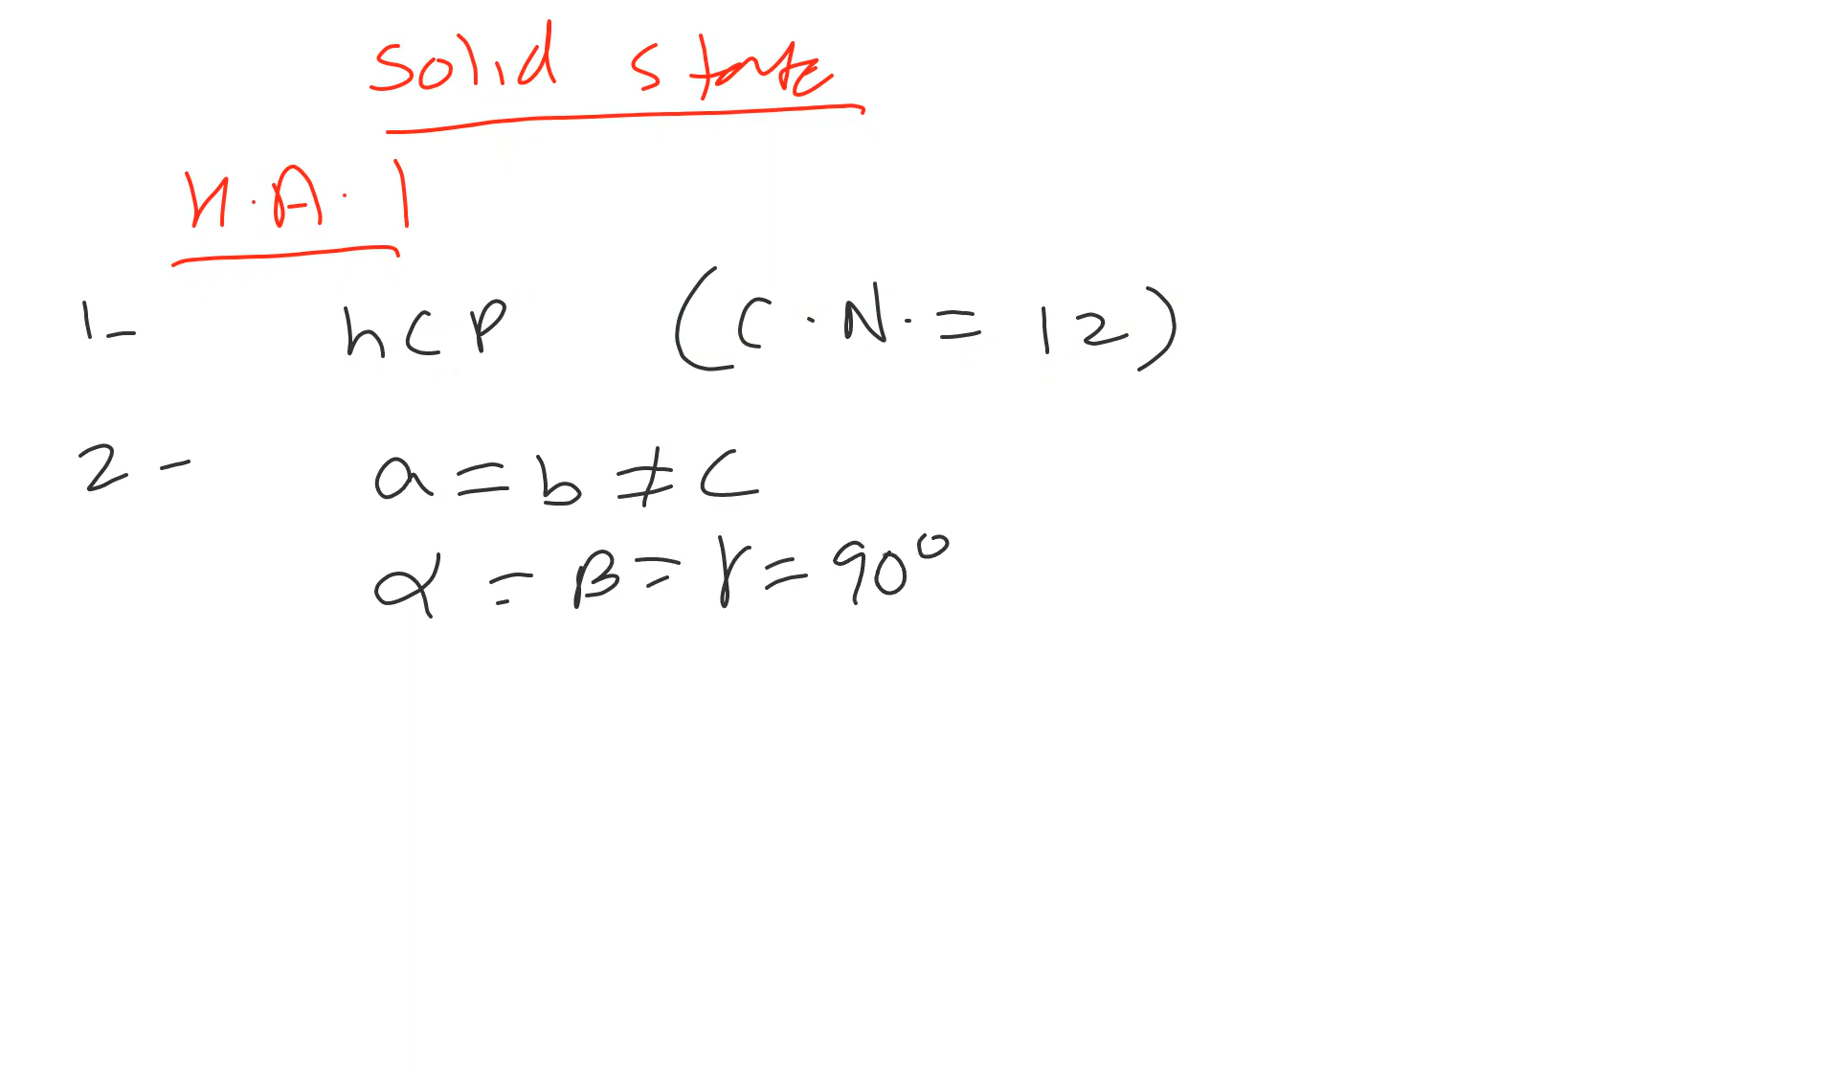 Solid state
H.A.1
1- hcp (C.N. = 12)
2- a = b ≠ c
α = β = γ = 90°